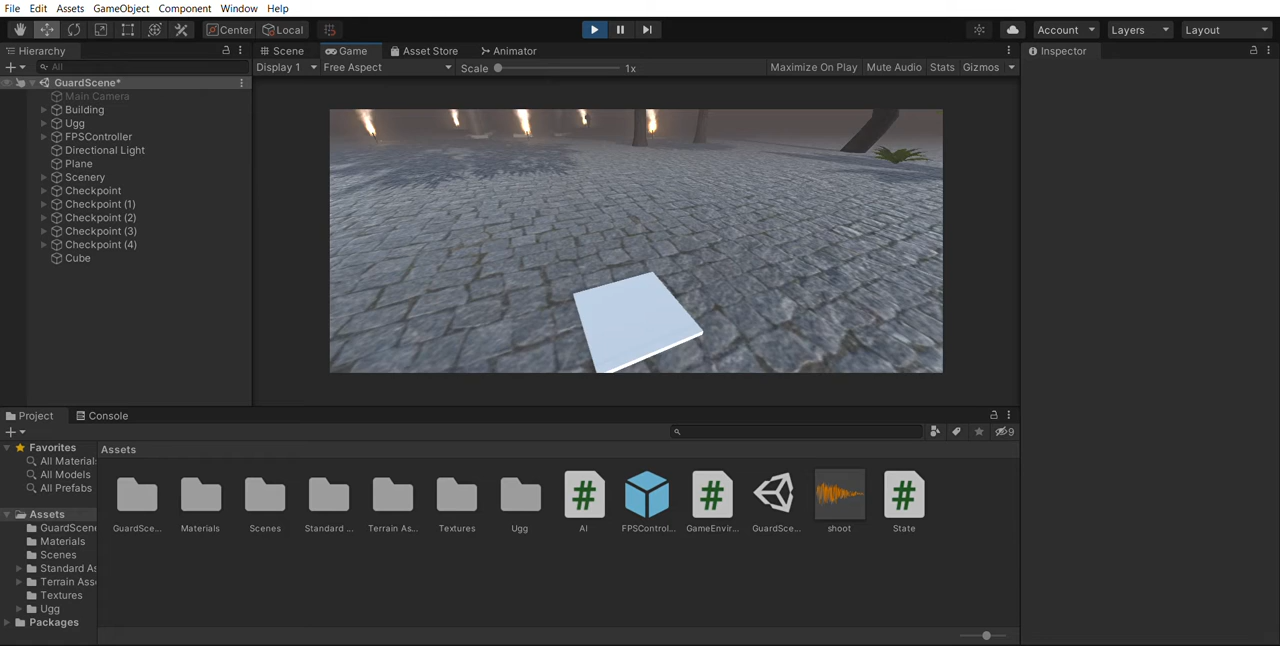 File Edit Assets GameObject Component Window Help
Center Local Account Layers Layout
Hierarchy Scene Game Asset Store Animator Inspector
All Display 1 Free Aspect Scale 1x Maximize On Play Mute Audio Stats Gizmos
GuardScene*
Main Camera
Building
Ugg
FPSController
Directional Light
Plane
Scenery
Checkpoint
Checkpoint (1)
Checkpoint (2)
Checkpoint (3)
Checkpoint (4)
Cube
Project Console
9
Favorites
All Materials
All Models
All Prefabs
Assets
GuardScene
Materials
Scenes
Standard As
Terrain Asse
Textures
Ugg
Packages
Assets
GuardSce... Materials Scenes Standard ... Terrain As... Textures Ugg AI FPSControl... GameEnvir... GuardSce... shoot State